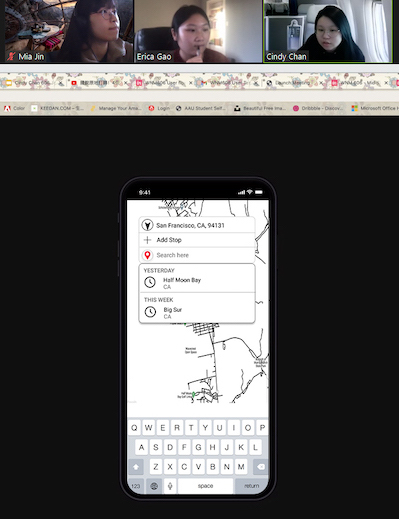 Mia Jin
Erica Gao
Cindy Chan
Color
XEEDAN.COM
Manage Your Area
Login
AAU Student Self
Beautiful Free Ima
Dribbble - Discov
Microsoft Office H
9:41
San Francisco, CA, 94131
Add Stop
Search here
YESTERDAY
Half Moon Bay
CA
THIS WEEK
Big Sur
CA
Q W E R T Y U I O P
A S D F G H J K L
Z X C V B N M
123
space
return